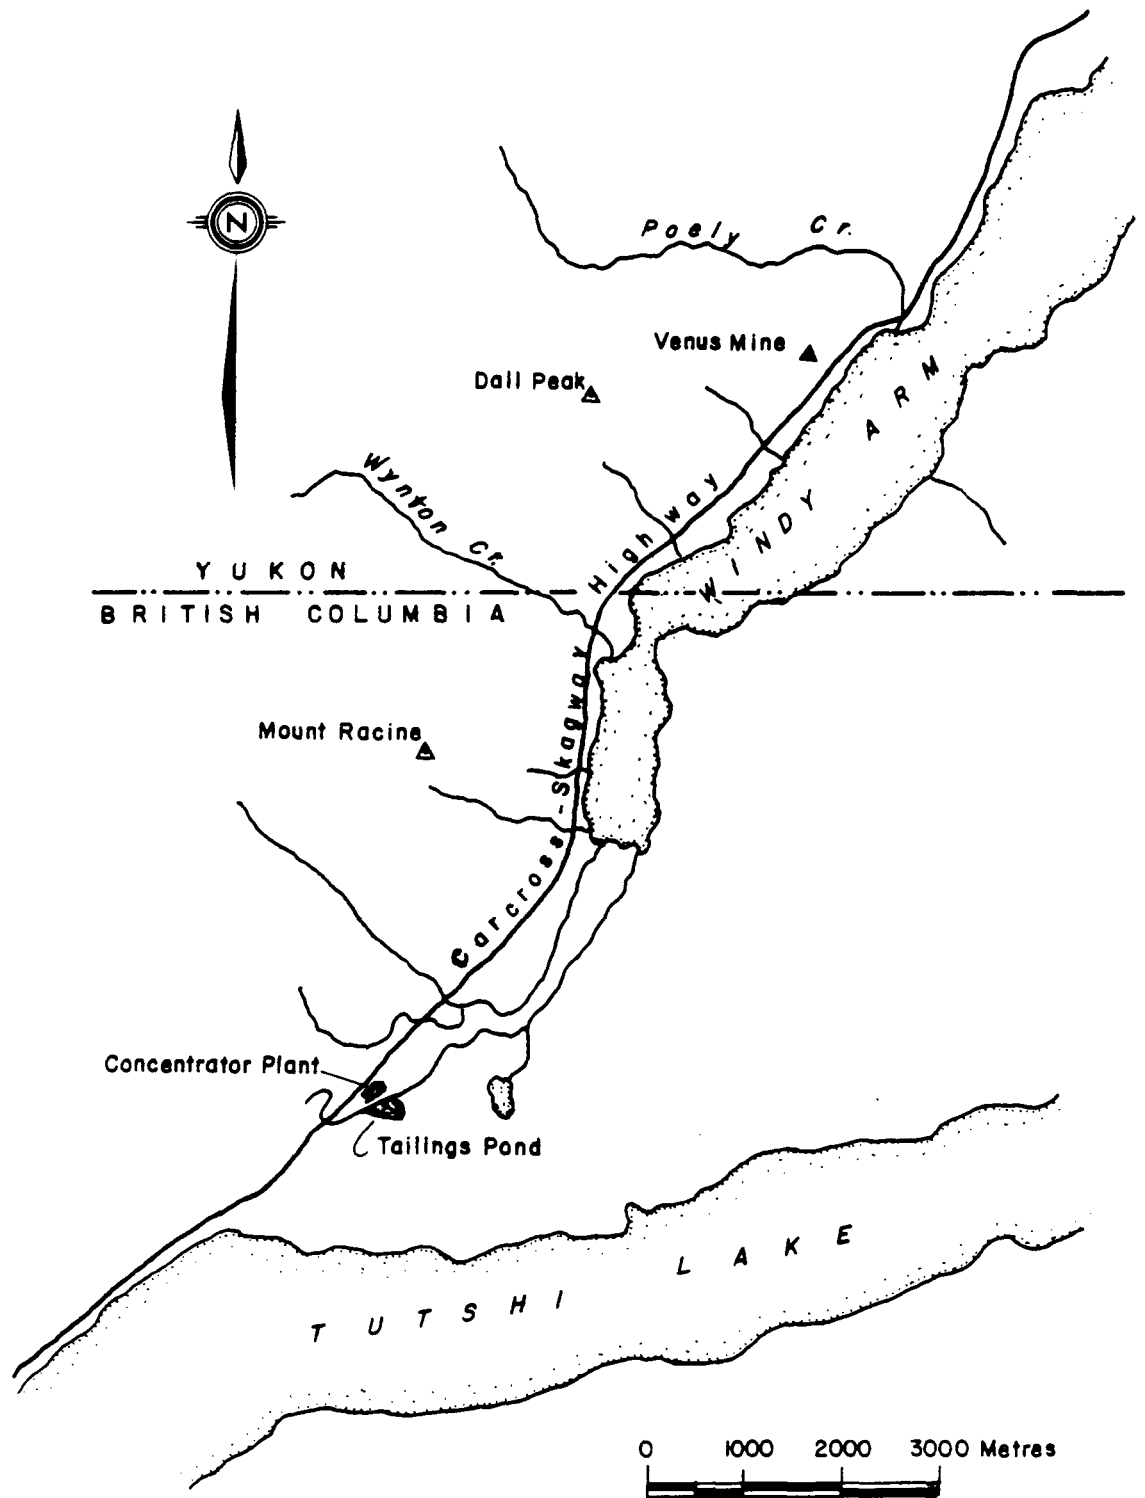 Poely Cr.
N
Venus Mine
Dail Peak
WINDY ARM
Wynton Cr.
YUKON
BRITISH COLUMBIA
Carcross-Skagway Highway
Mount Racine
Concentrator Plant
Tailings Pond
TUTSHI LAKE
0 1000 2000 3000 Metres